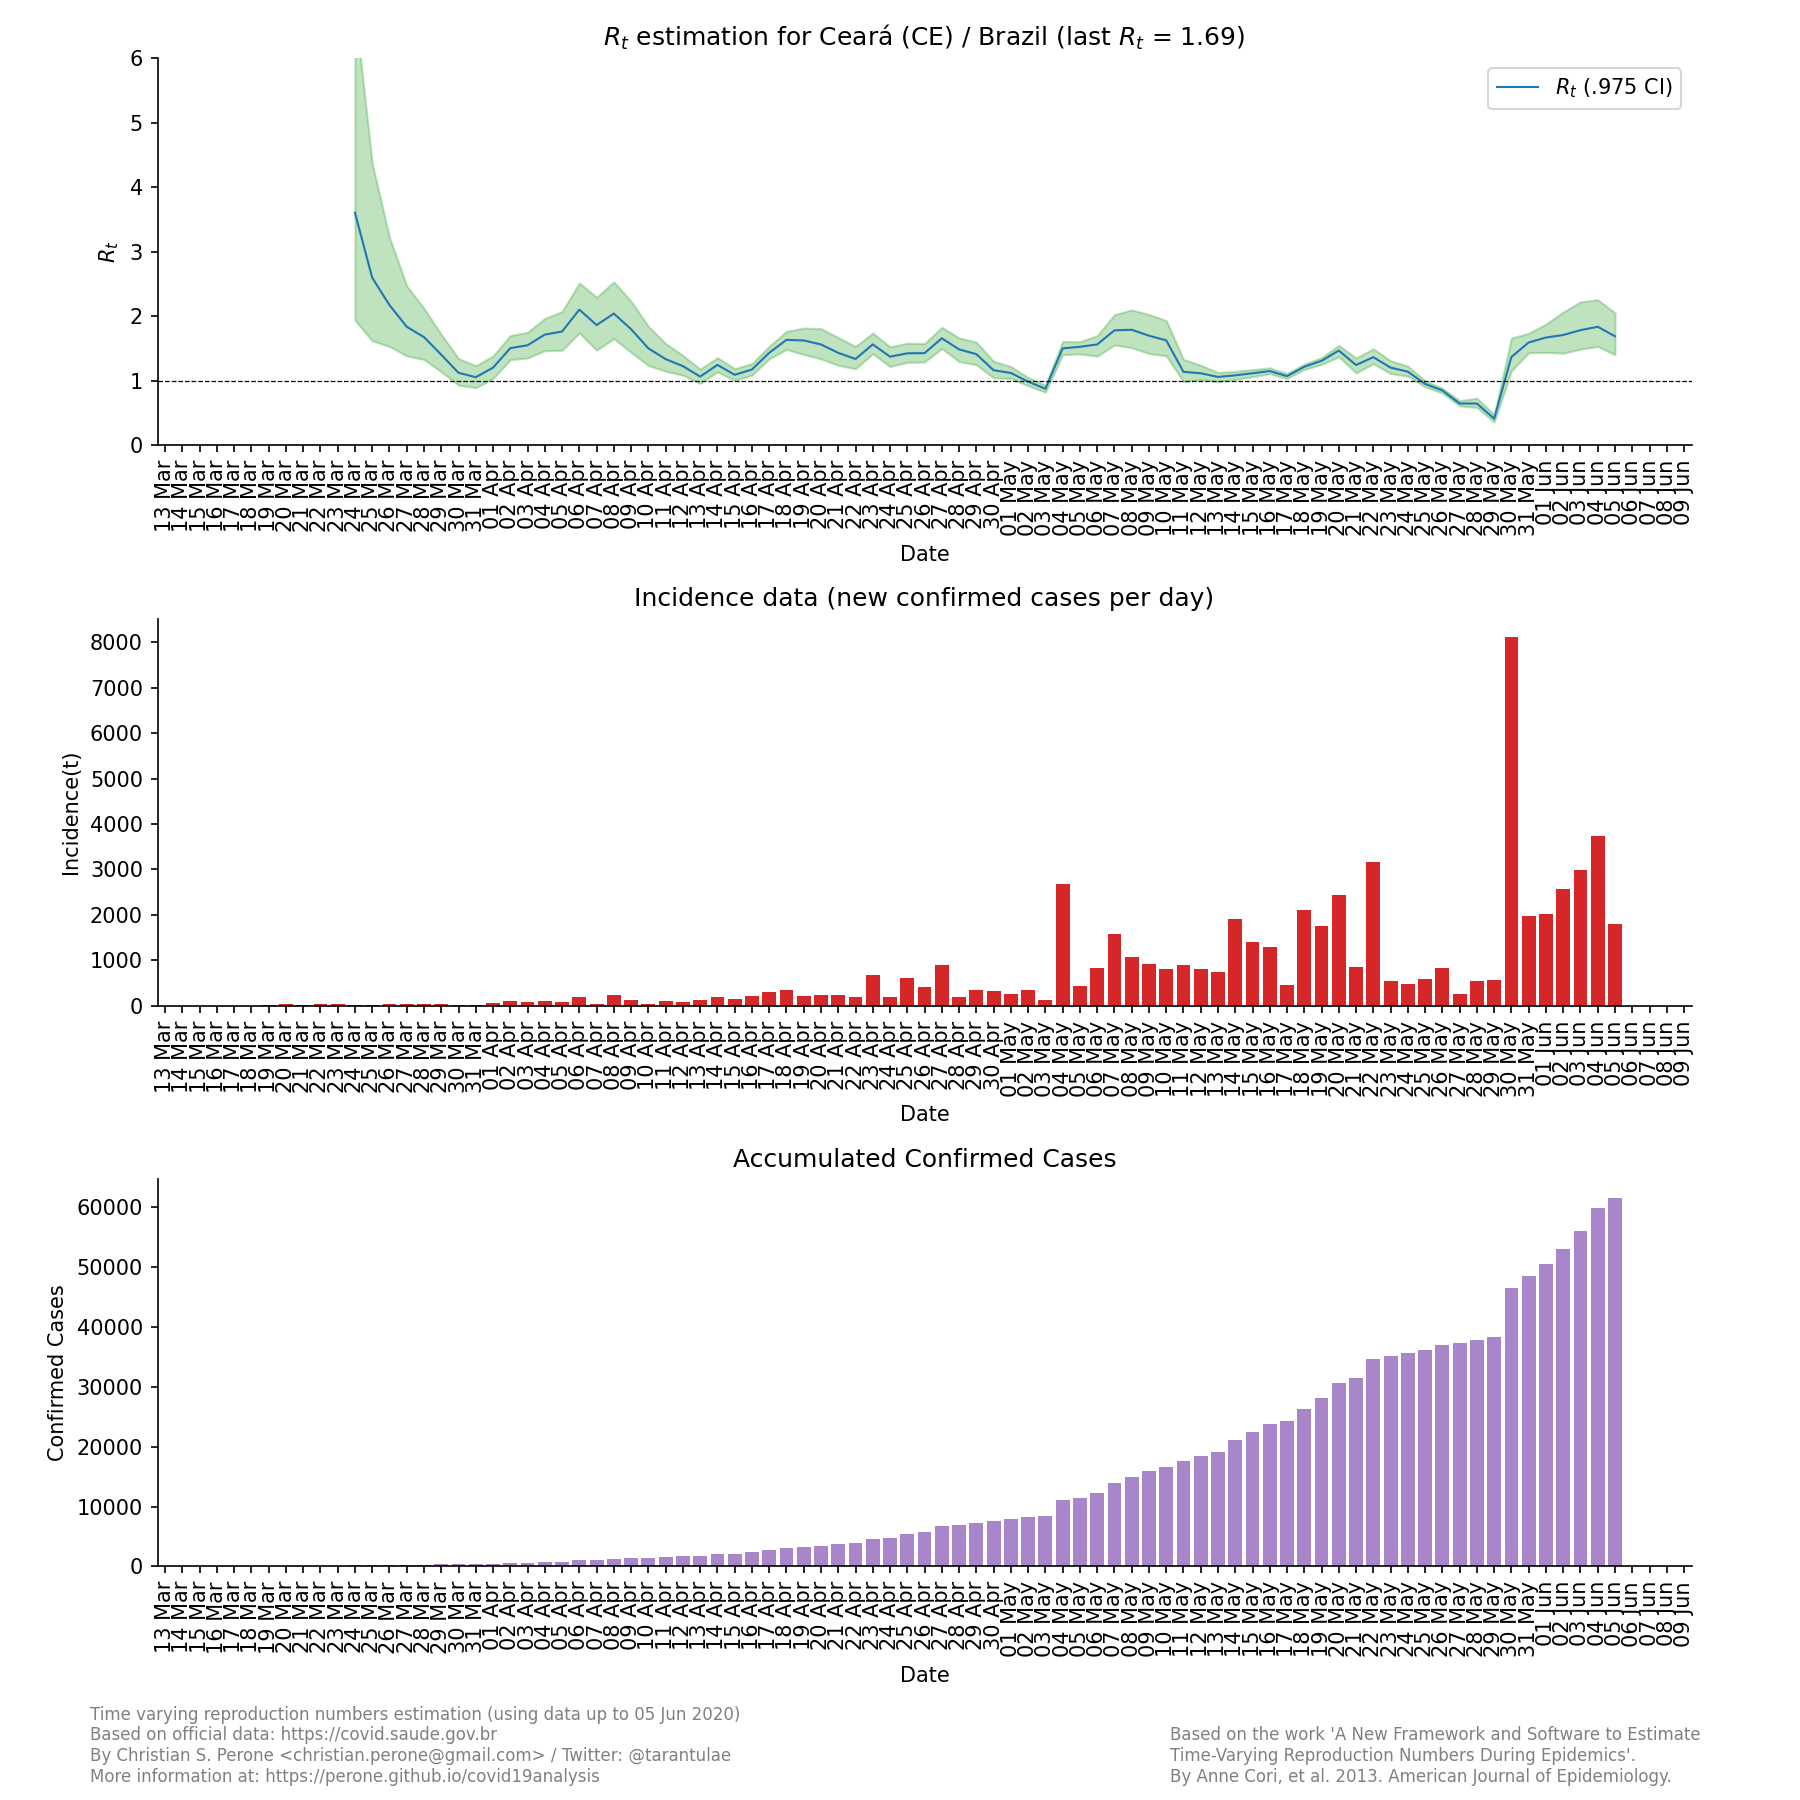 Rt estimation for Ceará (CE) / Brazil (last Rt = 1.69)
Rt (.975 CI)
Rt
6
5
4
3
2
1
0
13 Mar 14 Mar 15 Mar 16 Mar 17 Mar 18 Mar 19 Mar 20 Mar 21 Mar 22 Mar 23 Mar 24 Mar 25 Mar 26 Mar 27 Mar 28 Mar 29 Mar 30 Mar 31 Mar 01 Apr 02 Apr 03 Apr 04 Apr 05 Apr 06 Apr 07 Apr 08 Apr 09 Apr 10 Apr 11 Apr 12 Apr 13 Apr 14 Apr 15 Apr 16 Apr 17 Apr 18 Apr 19 Apr 20 Apr 21 Apr 22 Apr 23 Apr 24 Apr 25 Apr 26 Apr 27 Apr 28 Apr 29 Apr 30 Apr 01 May 02 May 03 May 04 May 05 May 06 May 07 May 08 May 09 May 10 May 11 May 12 May 13 May 14 May 15 May 16 May 17 May 18 May 19 May 20 May 21 May 22 May 23 May 24 May 25 May 26 May 27 May 28 May 29 May 30 May 31 May 01 Jun 02 Jun 03 Jun 04 Jun 05 Jun 06 Jun 07 Jun 08 Jun 09 Jun
Date
Incidence data (new confirmed cases per day)
Incidence(t)
8000
7000
6000
5000
4000
3000
2000
1000
0
13 Mar 14 Mar 15 Mar 16 Mar 17 Mar 18 Mar 19 Mar 20 Mar 21 Mar 22 Mar 23 Mar 24 Mar 25 Mar 26 Mar 27 Mar 28 Mar 29 Mar 30 Mar 31 Mar 01 Apr 02 Apr 03 Apr 04 Apr 05 Apr 06 Apr 07 Apr 08 Apr 09 Apr 10 Apr 11 Apr 12 Apr 13 Apr 14 Apr 15 Apr 16 Apr 17 Apr 18 Apr 19 Apr 20 Apr 21 Apr 22 Apr 23 Apr 24 Apr 25 Apr 26 Apr 27 Apr 28 Apr 29 Apr 30 Apr 01 May 02 May 03 May 04 May 05 May 06 May 07 May 08 May 09 May 10 May 11 May 12 May 13 May 14 May 15 May 16 May 17 May 18 May 19 May 20 May 21 May 22 May 23 May 24 May 25 May 26 May 27 May 28 May 29 May 30 May 31 May 01 Jun 02 Jun 03 Jun 04 Jun 05 Jun 06 Jun 07 Jun 08 Jun 09 Jun
Date
Accumulated Confirmed Cases
Confirmed Cases
60000
50000
40000
30000
20000
10000
0
13 Mar 14 Mar 15 Mar 16 Mar 17 Mar 18 Mar 19 Mar 20 Mar 21 Mar 22 Mar 23 Mar 24 Mar 25 Mar 26 Mar 27 Mar 28 Mar 29 Mar 30 Mar 31 Mar 01 Apr 02 Apr 03 Apr 04 Apr 05 Apr 06 Apr 07 Apr 08 Apr 09 Apr 10 Apr 11 Apr 12 Apr 13 Apr 14 Apr 15 Apr 16 Apr 17 Apr 18 Apr 19 Apr 20 Apr 21 Apr 22 Apr 23 Apr 24 Apr 25 Apr 26 Apr 27 Apr 28 Apr 29 Apr 30 Apr 01 May 02 May 03 May 04 May 05 May 06 May 07 May 08 May 09 May 10 May 11 May 12 May 13 May 14 May 15 May 16 May 17 May 18 May 19 May 20 May 21 May 22 May 23 May 24 May 25 May 26 May 27 May 28 May 29 May 30 May 31 May 01 Jun 02 Jun 03 Jun 04 Jun 05 Jun 06 Jun 07 Jun 08 Jun 09 Jun
Date
Time varying reproduction numbers estimation (using data up to 05 Jun 2020)
Based on official data: https://covid.saude.gov.br
By Christian S. Perone <christian.perone@gmail.com> / Twitter: @tarantulae
More information at: https://perone.github.io/covid19analysis
Based on the work 'A New Framework and Software to Estimate
Time-Varying Reproduction Numbers During Epidemics'.
By Anne Cori, et al. 2013. American Journal of Epidemiology.